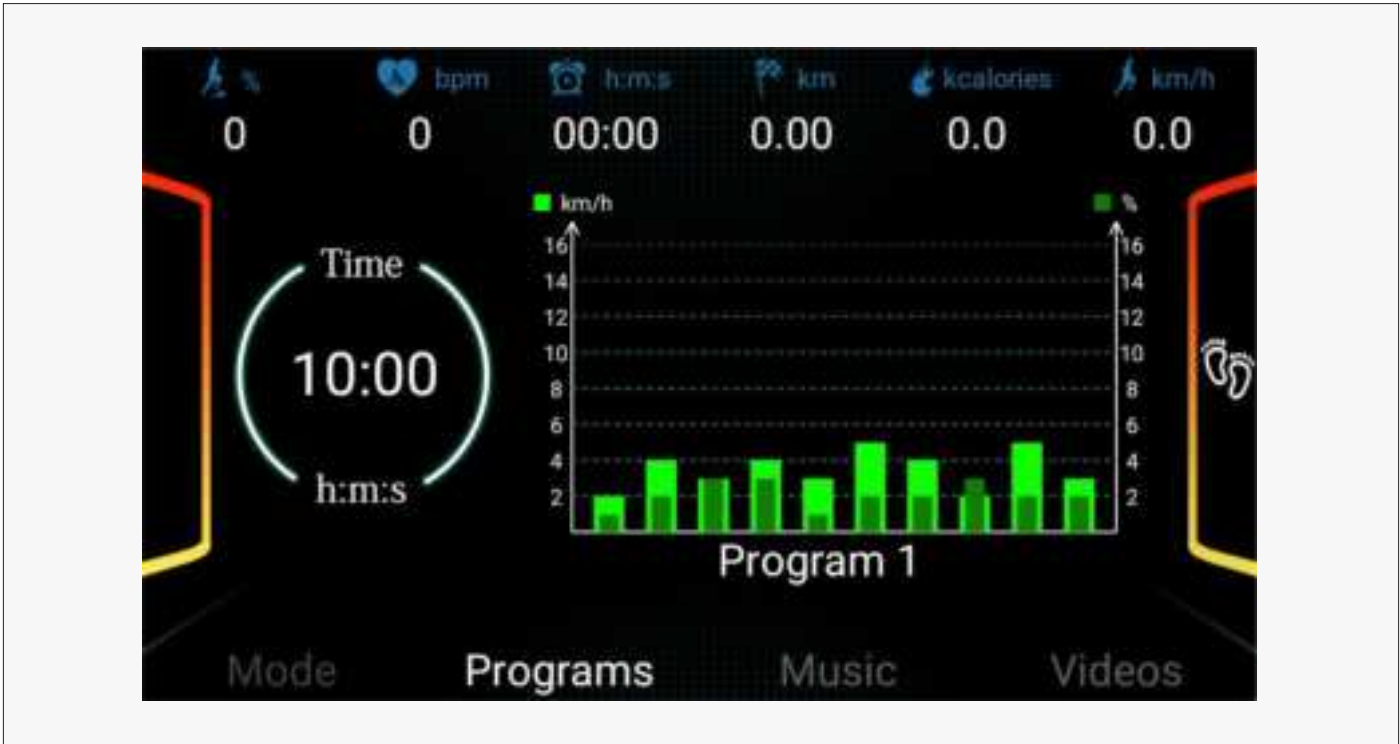 % bpm h:m:s km kcalories km/h
0 0 00:00 0.00 0.0 0.0
km/h %
16 16
14 14
12 12
10 10
8 8
6 6
4 4
2 2
Time
10:00
h:m:s
Program 1
Mode Programs Music Videos